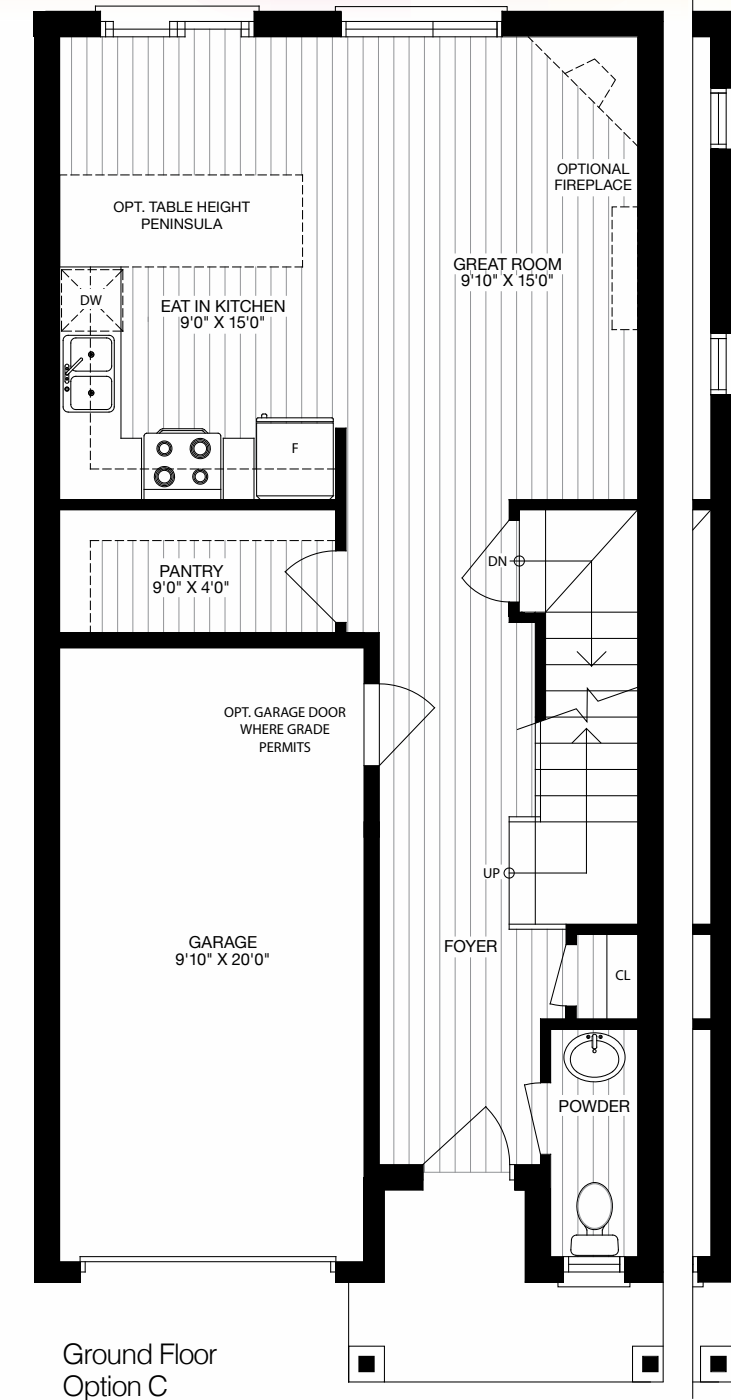 OPTIONAL
FIREPLACE
OPT. TABLE HEIGHT
PENINSULA
GREAT ROOM
9'10" X 15'0"
DW
EAT IN KITCHEN
9'0" X 15'0"
F
DN
PANTRY
9'0" X 4'0"
OPT. GARAGE DOOR
WHERE GRADE
PERMITS
UP
GARAGE
9'10" X 20'0"
FOYER
CL
POWDER
Ground Floor
Option C